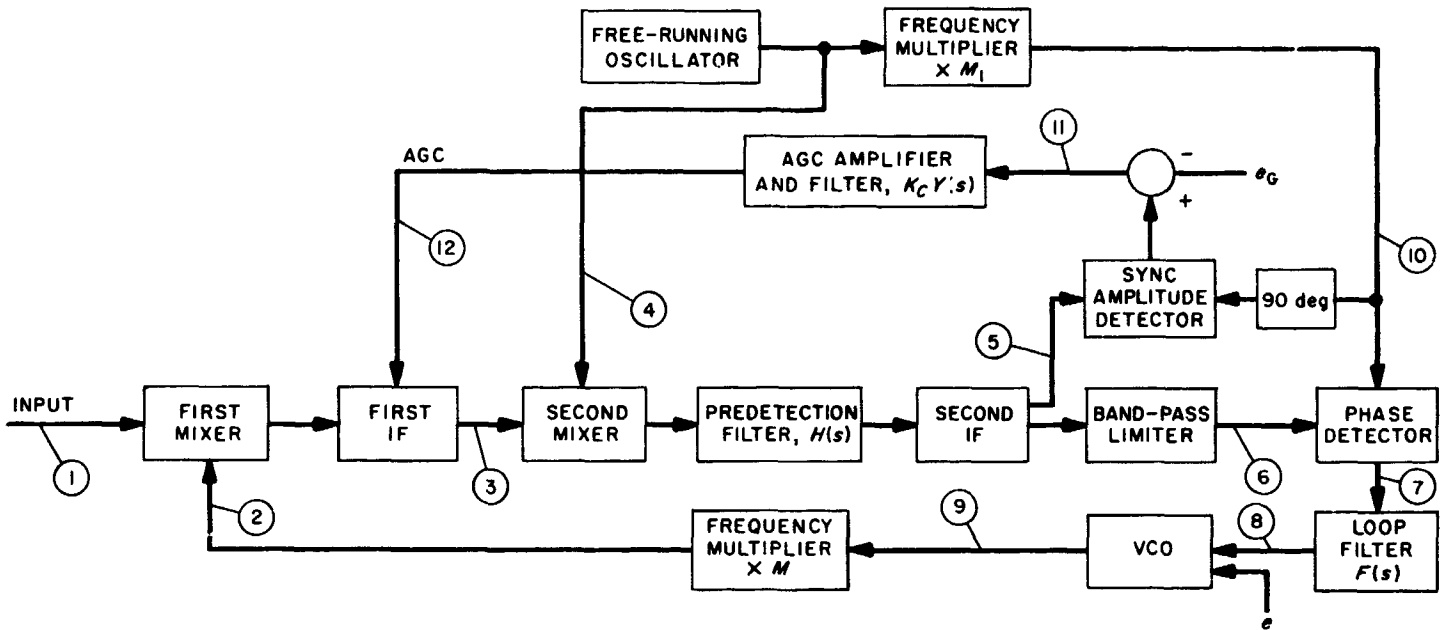 FREE-RUNNING
OSCILLATOR
FREQUENCY
MULTIPLIER
× M₁
AGC
AGC AMPLIFIER
AND FILTER, K_C Y(s)
11
-
+
e_G
12
4
10
SYNC
AMPLITUDE
DETECTOR
90 deg
5
INPUT
1
FIRST
MIXER
FIRST
IF
3
SECOND
MIXER
PREDETECTION
FILTER, H(s)
SECOND
IF
BAND-PASS
LIMITER
6
PHASE
DETECTOR
7
2
FREQUENCY
MULTIPLIER
× M
9
VCO
8
LOOP
FILTER
F(s)
e